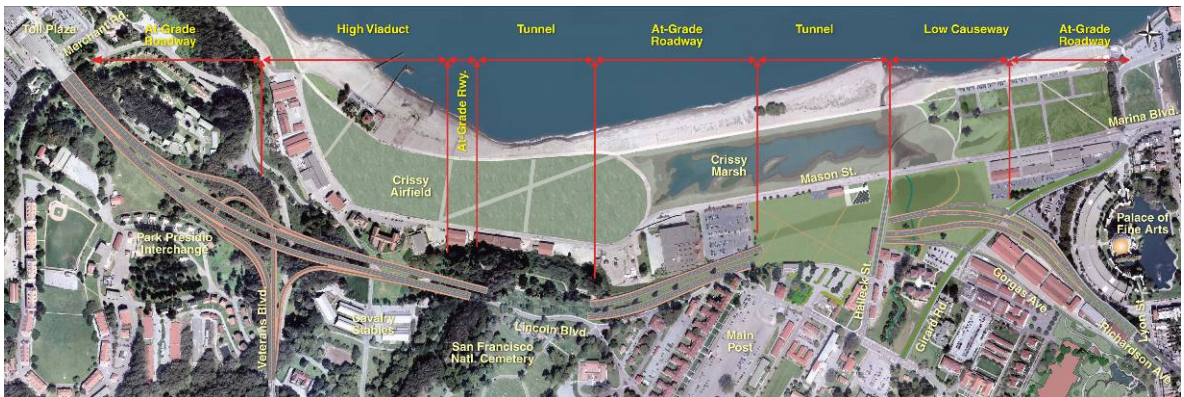 Toll Plaza
Merchant Rd.
At-Grade
Roadway
High Viaduct
At-Grade Rwy.
Tunnel
At-Grade
Roadway
Tunnel
Low Causeway
At-Grade
Roadway
Marina Blvd.
Crissy
Airfield
Crissy
Marsh
Mason St.
Park Presidio
Interchange
Palace of
Fine Arts
Veterans Blvd.
Cavalry
Stables
Lincoln Blvd.
San Francisco
Natl. Cemetery
Main
Post
Halleck St.
Girard Rd.
Gorgas Ave
Richardson Ave
Lyon St.